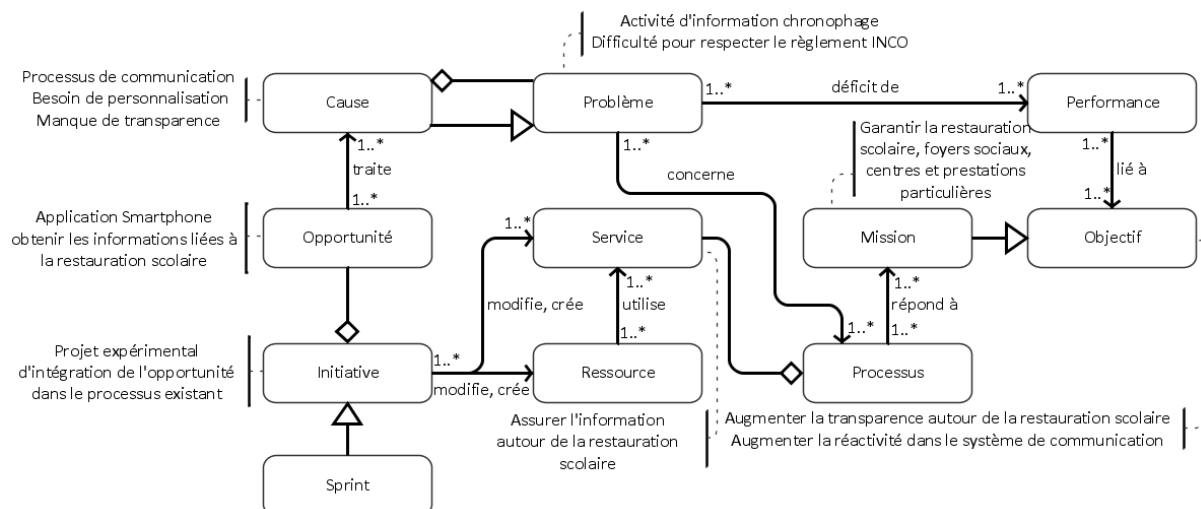 Activité d'information chronophage
Difficulté pour respecter le règlement INCO
Processus de communication
Besoin de personnalisation
Manque de transparence
Cause
Problème
1..*
déficit de
1..*
Performance
1..*
traite
1..*
1..*
concerne
Garantir la restauration
scolaire, foyers sociaux,
centres et prestations
particulières
1..*
lié à
1..*
Application Smartphone
obtenir les informations liées à
la restauration scolaire
Opportunité
1..*
Service
Mission
Objectif
modifie, crée
1..*
utilise
1..*
1..*
répond à
1..*
1..*
Projet expérimental
d'intégration de l'opportunité
dans le processus existant
Initiative
1..*
modifie, crée
Ressource
Processus
Assurer l'information
autour de la restauration
scolaire
Augmenter la transparence autour de la restauration scolaire
Augmenter la réactivité dans le système de communication
Sprint